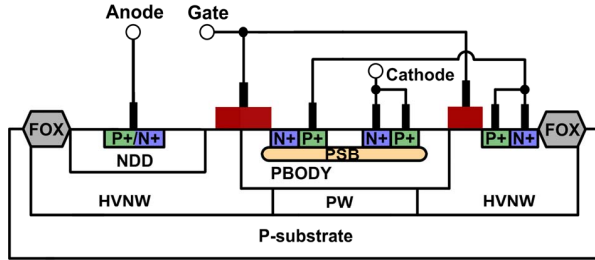 Anode
Gate
Cathode
FOX
P+/N+
N+
P+
N+
P+
P+
N+
FOX
NDD
PSB
PBODY
HVNW
PW
HVNW
P-substrate